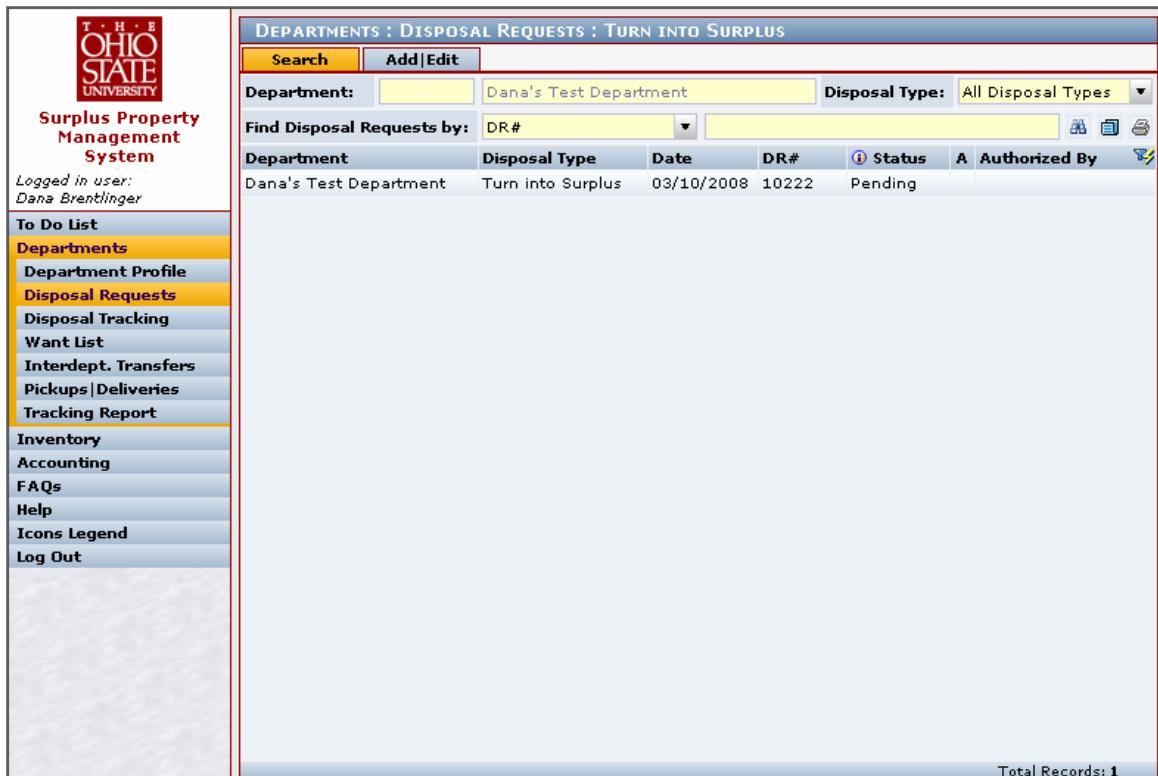 T · H · E
OHIO
STATE
UNIVERSITY
Surplus Property
Management
System
Logged in user:
Dana Brentlinger
To Do List
Departments
Department Profile
Disposal Requests
Disposal Tracking
Want List
Interdept. Transfers
Pickups|Deliveries
Tracking Report
Inventory
Accounting
FAQs
Help
Icons Legend
Log Out
DEPARTMENTS : DISPOSAL REQUESTS : TURN INTO SURPLUS
Search Add|Edit
Department: Dana's Test Department Disposal Type: All Disposal Types
Find Disposal Requests by: DR#
Department Disposal Type Date DR# Status A Authorized By
Dana's Test Department Turn into Surplus 03/10/2008 10222 Pending
Total Records: 1